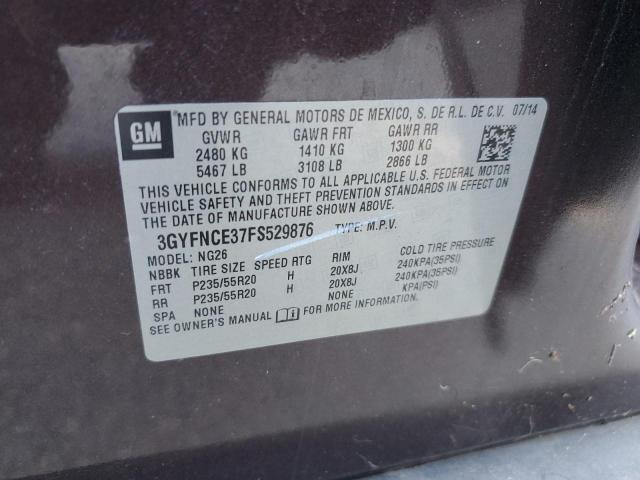 GM
MFD BY GENERAL MOTORS DE MEXICO, S. DE R.L. DE C.V. 07/14
GVWR GAWR FRT GAWR RR
2480 KG 1410 KG 1300 KG
5467 LB 3108 LB 2866 LB
THIS VEHICLE CONFORMS TO ALL APPLICABLE U.S. FEDERAL MOTOR
VEHICLE SAFETY AND THEFT PREVENTION STANDARDS IN EFFECT ON
THE DATE OF MANUFACTURE SHOWN ABOVE.
3GYFNCE37FS529876 TYPE: M.P.V.
MODEL: NG26
NBBK TIRE SIZE SPEED RTG RIM COLD TIRE PRESSURE
FRT P235/55R20 H 20X8J 240KPA(35PSI)
RR P235/55R20 H 20X8J 240KPA(35PSI)
SPA NONE NONE KPA(PSI)
SEE OWNER'S MANUAL FOR MORE INFORMATION.